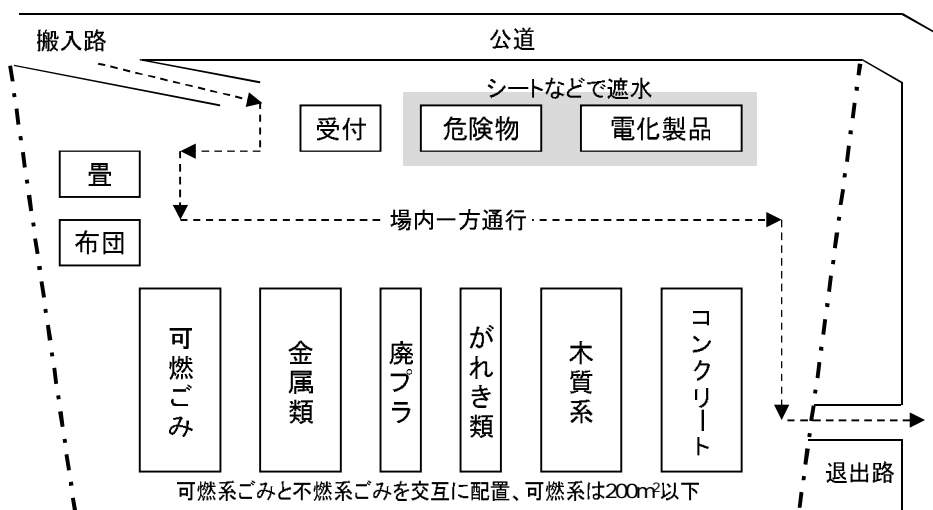 公道
搬入路
シートなどで遮水
受付
危険物
電化製品
畳
場内一方通行
布団
可燃ごみ
金属類
廃プラ
がれき類
木質系
コンクリート
退出路
可燃系ごみと不燃系ごみを交互に配置、可燃系は200m²以下